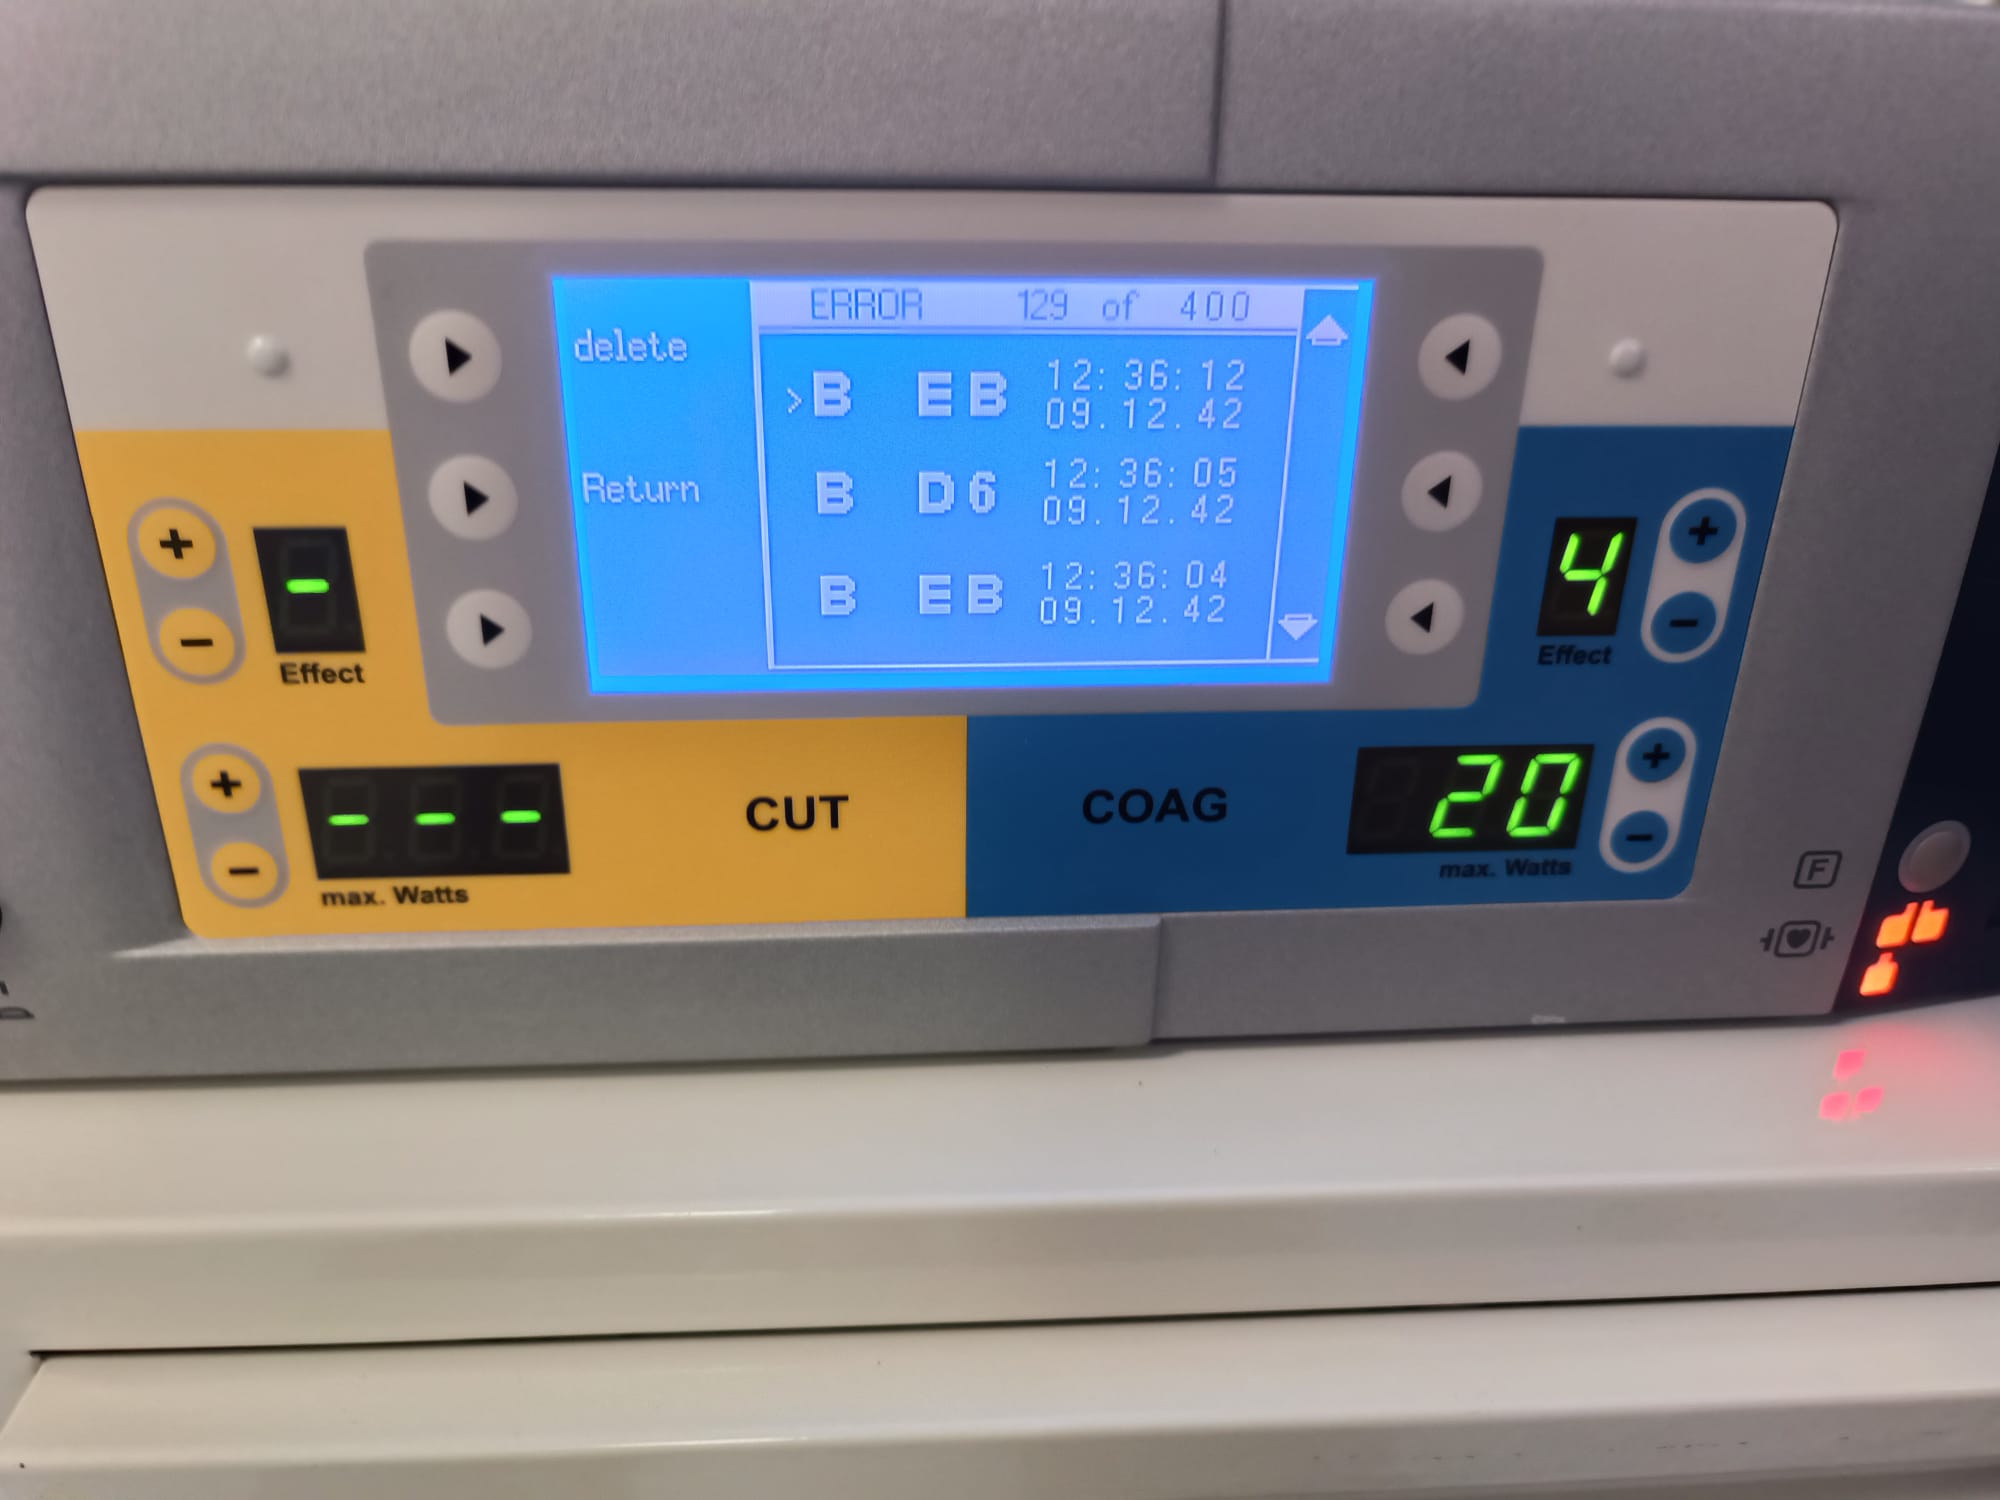 ERROR 129 of 400
delete
>B EB 12:36:12
09.12.42
Return
B D6 12:36:05
09.12.42
B EB 12:36:04
09.12.42
+
-
-
Effect
4
+
-
Effect
+
-
---
max. Watts
CUT
COAG
20
max. Watts
+
-
F